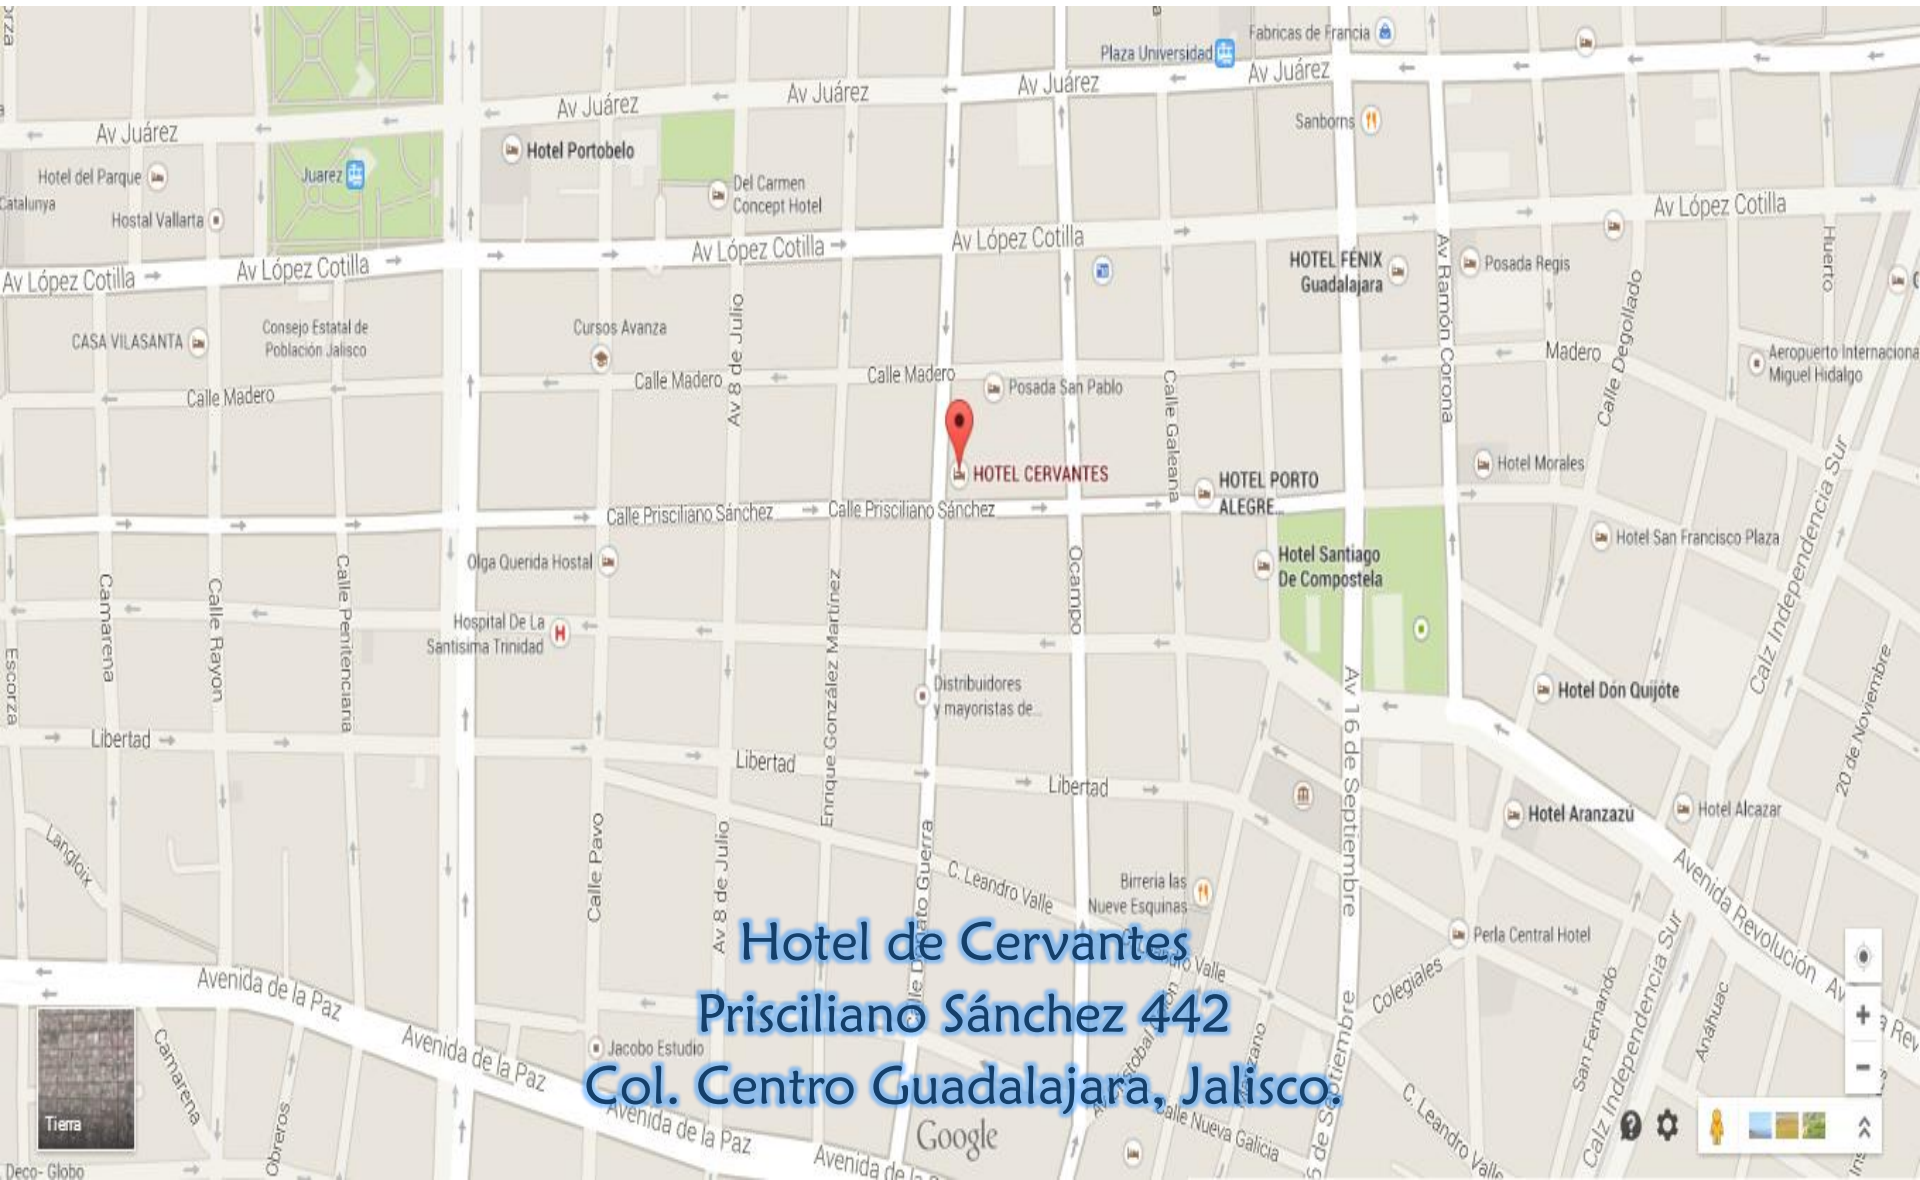 Fabricas de Francia
Plaza Universidad
Av Juárez
Av Juárez
Av Juárez
Av Juárez
Av Juárez
Sanborns
Hotel Portobelo
Hotel del Parque
Juarez
Catalunya
Hostal Vallarta
Del Carmen
Concept Hotel
Av López Cotilla
Av López Cotilla
Av López Cotilla
Av López Cotilla
Av López Cotilla
HOTEL FÉNIX
Guadalajara
Posada Regis
Av Ramón Corona
Calle Degollado
Huerto
CASA VILASANTA
Consejo Estatal de
Población Jalisco
Cursos Avanza
Av 8 de Julio
Calle Madero
Calle Madero
Calle Madero
Madero
Aeropuerto Internaciona
Miguel Hidalgo
Posada San Pablo
Calle Galeana
HOTEL CERVANTES
HOTEL PORTO
ALEGRE...
Hotel Morales
Calle Prisciliano Sánchez
Calle Prisciliano Sánchez
Hotel San Francisco Plaza
Calz Independencia Sur
Olga Querida Hostal
Hotel Santiago
De Compostela
Camarena
Calle Rayon
Calle Penitenciaria
Ocampo
Enrique González Martínez
Hospital De La
Santisima Trinidad
Escorza
Distribuidores
y mayoristas de...
Hotel Dón Quijóte
Av 16 de Septiembre
20 de Noviembre
Libertad
Libertad
Libertad
Hotel Aranzazú
Hotel Alcazar
Langloix
Calle Pavo
Av 8 de Julio
Calle Donato Guerra
C. Leandro Valle
Birreria las
Nueve Esquinas
Avenida Revolución
Perla Central Hotel
Hotel de Cervantes
Valle
Colegiales
Avenida de la Paz
Prisciliano Sánchez 442
San Fernando
Calz Independencia Sur
Anáhuac
Av
Camarena
Avenida de la Paz
Jacobo Estudio
Col. Centro Guadalajara, Jalisco.
Obreros
Avenida de la Paz
Calle Nueva Galicia
C. Leandro Valle
Tierra
Google
Avenida de la
Deco- Globo